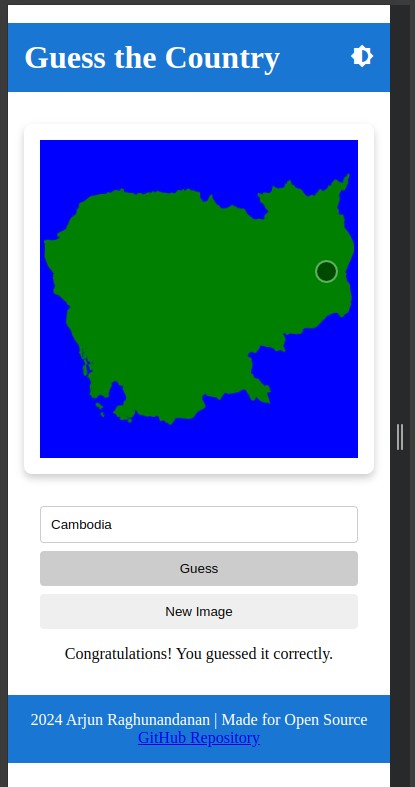 Guess the Country
Cambodia
Guess
New Image
Congratulations! You guessed it correctly.
2024 Arjun Raghunandanan | Made for Open Source
GitHub Repository